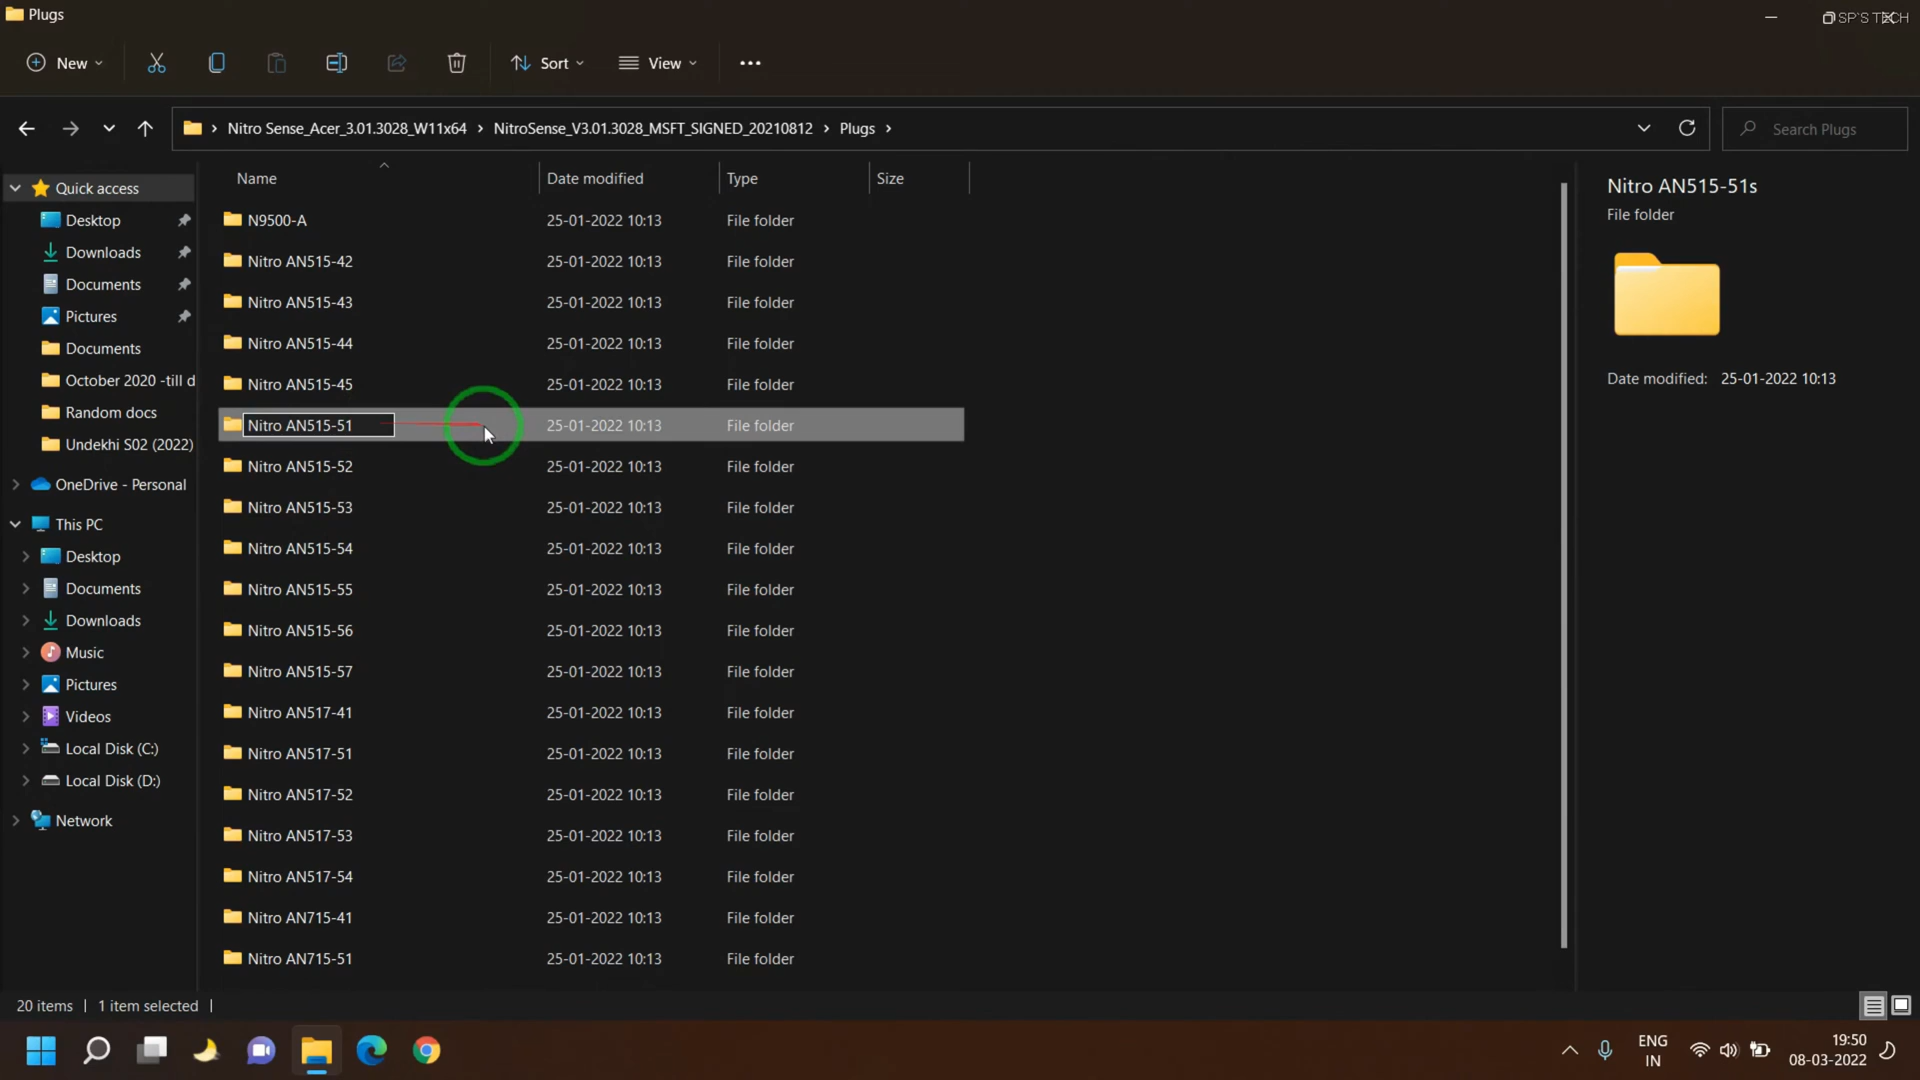 Plugs
SP'S TECH
New
Sort
View
Nitro Sense_Acer_3.01.3028_W11x64 > NitroSense_V3.01.3028_MSFT_SIGNED_20210812 > Plugs >
Search Plugs
Name Date modified Type Size
N9500-A 25-01-2022 10:13 File folder
Nitro AN515-42 25-01-2022 10:13 File folder
Nitro AN515-43 25-01-2022 10:13 File folder
Nitro AN515-44 25-01-2022 10:13 File folder
Nitro AN515-45 25-01-2022 10:13 File folder
Nitro AN515-51 25-01-2022 10:13 File folder
Nitro AN515-52 25-01-2022 10:13 File folder
Nitro AN515-53 25-01-2022 10:13 File folder
Nitro AN515-54 25-01-2022 10:13 File folder
Nitro AN515-55 25-01-2022 10:13 File folder
Nitro AN515-56 25-01-2022 10:13 File folder
Nitro AN515-57 25-01-2022 10:13 File folder
Nitro AN517-41 25-01-2022 10:13 File folder
Nitro AN517-51 25-01-2022 10:13 File folder
Nitro AN517-52 25-01-2022 10:13 File folder
Nitro AN517-53 25-01-2022 10:13 File folder
Nitro AN517-54 25-01-2022 10:13 File folder
Nitro AN715-41 25-01-2022 10:13 File folder
Nitro AN715-51 25-01-2022 10:13 File folder
Quick access
Desktop
Downloads
Documents
Pictures
Documents
October 2020 -till d
Random docs
Undekhi S02 (2022)
OneDrive - Personal
This PC
Desktop
Documents
Downloads
Music
Pictures
Videos
Local Disk (C:)
Local Disk (D:)
Network
Nitro AN515-51s
File folder
Date modified: 25-01-2022 10:13
20 items 1 item selected
ENG
IN
19:50
08-03-2022